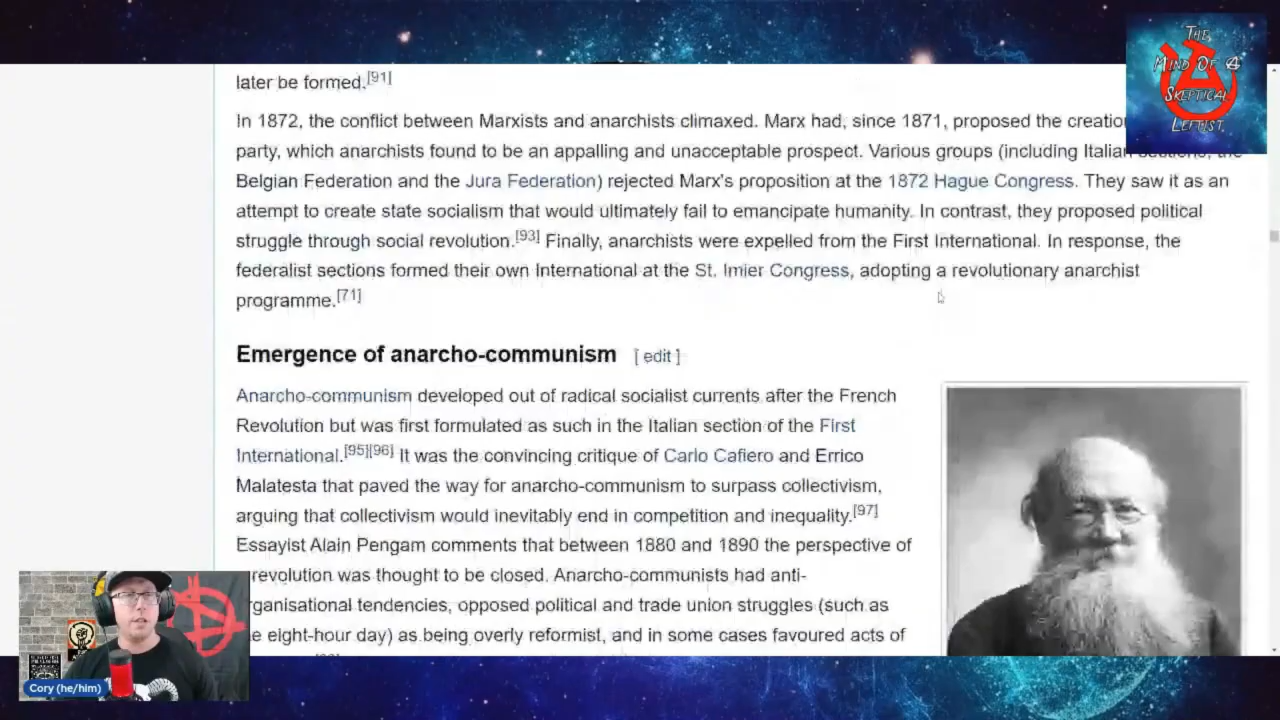 THE
MIND OF A
SKEPTICAL
LEFTIST
later be formed.[91]
In 1872, the conflict between Marxists and anarchists climaxed. Marx had, since 1871, proposed the
party, which anarchists found to be an appalling and unacceptable prospect. Various groups (including Italian
Belgian Federation and the Jura Federation) rejected Marx's proposition at the 1872 Hague Congress. They saw it as an
attempt to create state socialism that would ultimately fail to emancipate humanity. In contrast, they proposed political
struggle through social revolution.[93] Finally, anarchists were expelled from the First International. In response, the
federalist sections formed their own International at the St. Imier Congress, adopting a revolutionary anarchist
programme.[71]
Emergence of anarcho-communism [ edit ]
Anarcho-communism developed out of radical socialist currents after the French
Revolution but was first formulated as such in the Italian section of the First
International.[95][96] It was the convincing critique of Carlo Cafiero and Errico
Malatesta that paved the way for anarcho-communism to surpass collectivism,
arguing that collectivism would inevitably end in competition and inequality.[97]
Essayist Alain Pengam comments that between 1880 and 1890 the perspective of
revolution was thought to be closed. Anarcho-communists had anti-
rganisational tendencies, opposed political and trade union struggles (such as
e eight-hour day) as being overly reformist, and in some cases favoured acts of
Cory (he/him)